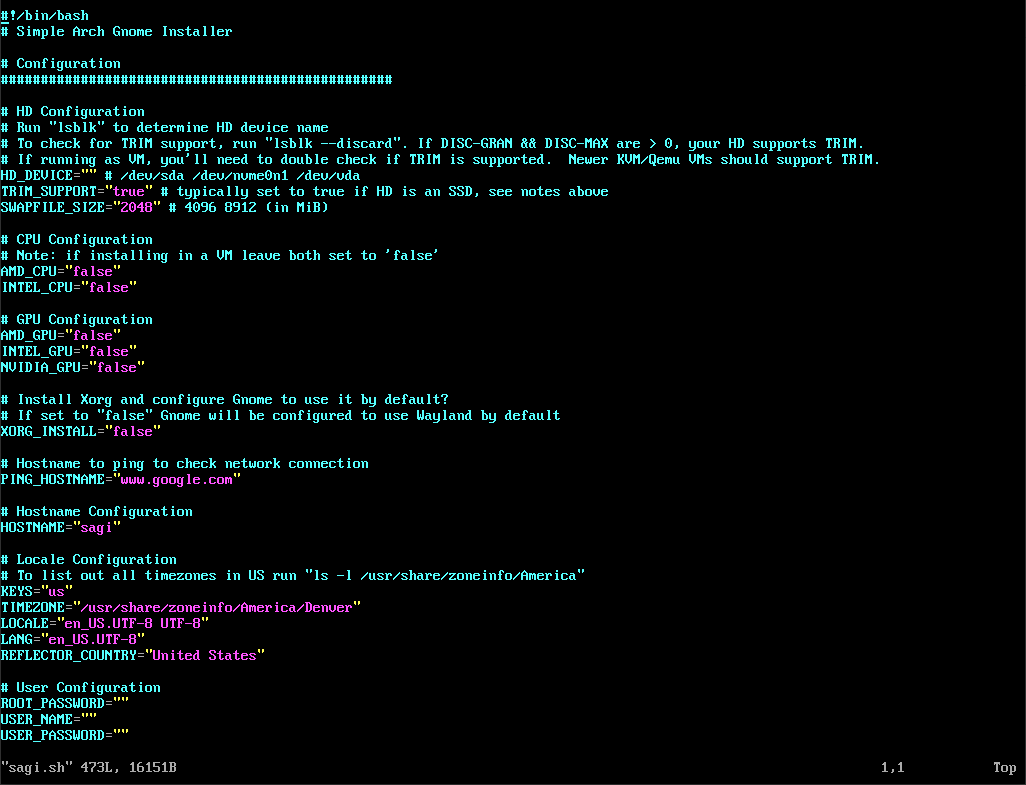 #!/bin/bash
# Simple Arch Gnome Installer
# Configuration
#################################################
# HD Configuration
# Run "lsblk" to determine HD device name
# To check for TRIM support, run "lsblk --discard". If DISC-GRAN && DISC-MAX are > 0, your HD supports TRIM.
# If running as VM, you'll need to double check if TRIM is supported.  Newer KVM/Qemu VMs should support TRIM.
HD_DEVICE="" # /dev/sda /dev/nvme0n1 /dev/vda
TRIM_SUPPORT="true" # typically set to true if HD is an SSD, see notes above
SWAPFILE_SIZE="2048" # 4096 8912 (in MiB)
# CPU Configuration
# Note: if installing in a VM leave both set to 'false'
AMD_CPU="false"
INTEL_CPU="false"
# GPU Configuration
AMD_GPU="false"
INTEL_GPU="false"
NVIDIA_GPU="false"
# Install Xorg and configure Gnome to use it by default?
# If set to "false" Gnome will be configured to use Wayland by default
XORG_INSTALL="false"
# Hostname to ping to check network connection
PING_HOSTNAME="www.google.com"
# Hostname Configuration
HOSTNAME="sagi"
# Locale Configuration
# To list out all timezones in US run "ls -l /usr/share/zoneinfo/America"
KEYS="us"
TIMEZONE="/usr/share/zoneinfo/America/Denver"
LOCALE="en_US.UTF-8 UTF-8"
LANG="en_US.UTF-8"
REFLECTOR_COUNTRY="United States"
# User Configuration
ROOT_PASSWORD=""
USER_NAME=""
USER_PASSWORD=""
"sagi.sh" 473L, 16151B 1,1 Top